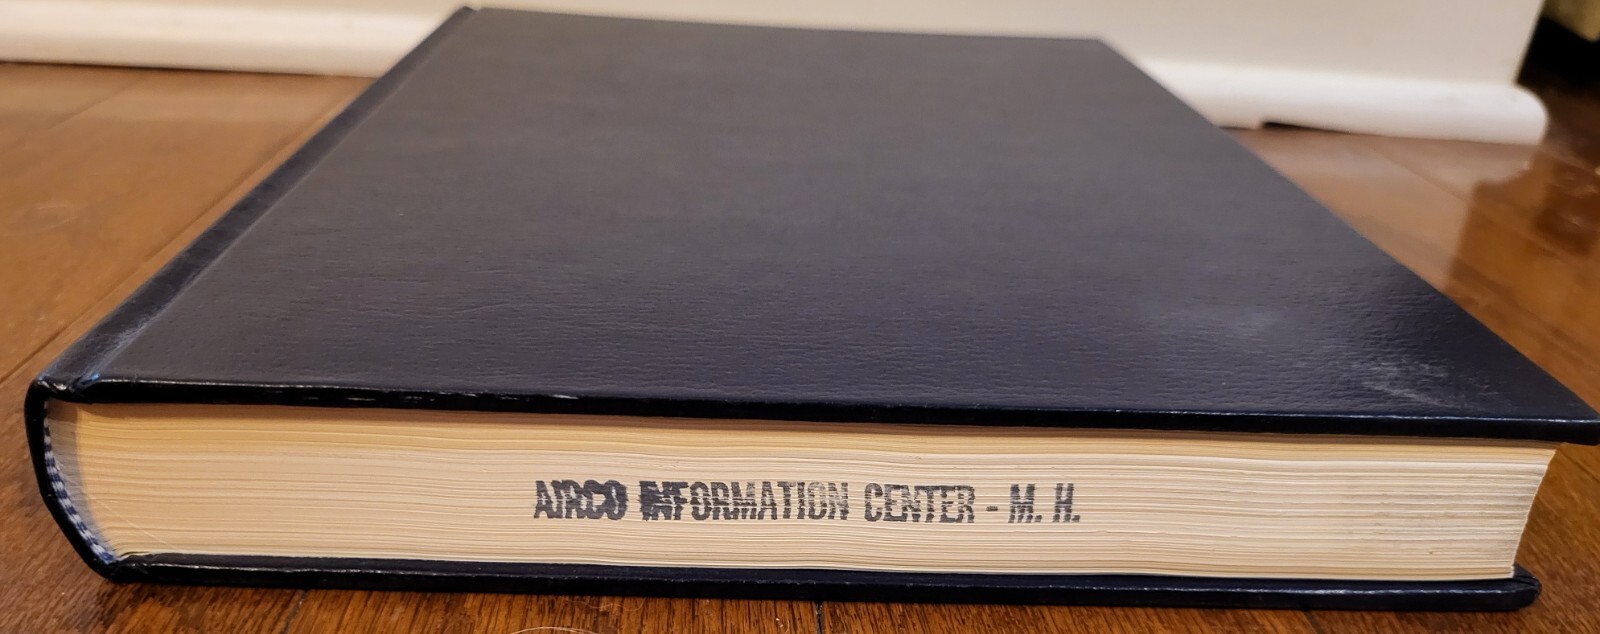 AIRCO INFORMATION CENTER - M. H.